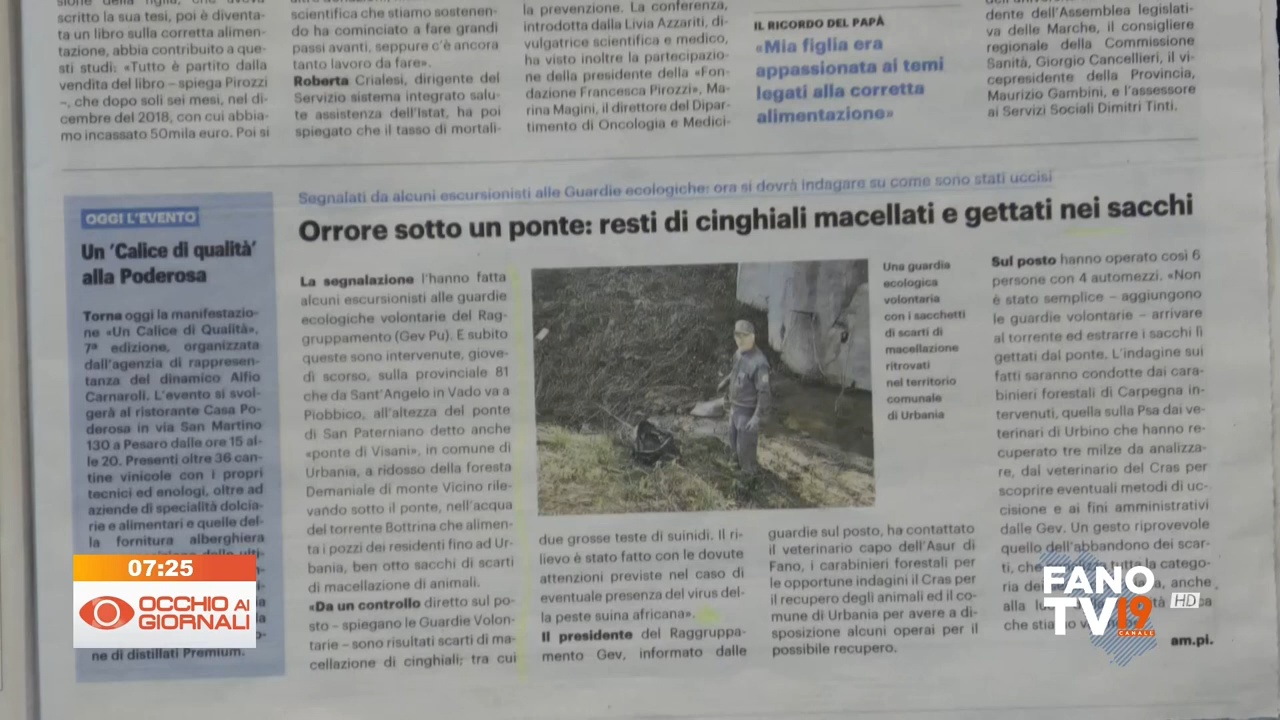 scritto la sua tesi, poi è diventa-
ta un libro sulla corretta alimen-
tazione, abbia contribuito a que-
sti studi: «Tutto è partito dalla
vendita del libro – spiega Pirozzi
–, che dopo soli sei mesi, nel di-
cembre del 2018, con cui abbia-
mo incassato 50mila euro. Poi si
scientifica che stiamo sostenen-
do ha cominciato a fare grandi
passi avanti, seppure c'è ancora
tanto lavoro da fare».
Roberta Crialesi, dirigente del
Servizio sistema integrato salu-
te assistenza dell'Istat, ha poi
spiegato che il tasso di mortali-
la prevenzione. La conferenza,
introdotta dalla Livia Azzariti, di-
vulgatrice scientifica e medico,
ha visto inoltre la partecipazio-
ne della presidente della «Fon-
dazione Francesca Pirozzi», Ma-
rina Magini, il direttore del Dipar-
timento di Oncologia e Medici-
IL RICORDO DEL PAPÀ
«Mia figlia era
appassionata ai temi
legati alla corretta
alimentazione»
dente dell'Assemblea legislati-
va delle Marche, il consigliere
regionale della Commissione
Sanità, Giorgio Cancellieri, il vi-
cepresidente della Provincia,
Maurizio Gambini, e l'assessore
ai Servizi Sociali Dimitri Tinti.
OGGI L'EVENTO
Un 'Calice di qualità'
alla Poderosa
Torna oggi la manifestazio-
ne «Un Calice di Qualità»,
7ª edizione, organizzata
dall'agenzia di rappresen-
tanza del dinamico Alfio
Carnaroli. L'evento si svol-
gerà al ristorante Casa Po-
derosa in via San Martino
130 a Pesaro dalle ore 15 al-
le 20. Presenti oltre 36 can-
tine vinicole con i propri
tecnici ed enologi, oltre ad
aziende di specialità dolcia-
rie e alimentari e quelle del-
la fornitura alberghiera
ne di distillati Premium.
Segnalati da alcuni escursionisti alle Guardie ecologiche: ora si dovrà indagare su come sono stati uccisi
Orrore sotto un ponte: resti di cinghiali macellati e gettati nei sacchi
La segnalazione l'hanno fatta
alcuni escursionisti alle guardie
ecologiche volontarie del Rag-
gruppamento (Gev Pu). E subito
queste sono intervenute, giove-
dì scorso, sulla provinciale 81
che da Sant'Angelo in Vado va a
Piobbico, all'altezza del ponte
di San Paterniano detto anche
«ponte di Visani», in comune di
Urbania, a ridosso della foresta
Demaniale di monte Vicino rile-
vando sotto il ponte, nell'acqua
del torrente Bottrina che alimen-
ta i pozzi dei residenti fino ad Ur-
bania, ben otto sacchi di scarti
di macellazione di animali.
«Da un controllo diretto sul po-
sto – spiegano le Guardie Volon-
tarie – sono risultati scarti di ma-
cellazione di cinghiali; tra cui
due grosse teste di suinidi. Il ri-
lievo è stato fatto con le dovute
attenzioni previste nel caso di
eventuale presenza del virus del-
la peste suina africana».
Il presidente del Raggruppa-
mento Gev, informato dalle
guardie sul posto, ha contattato
il veterinario capo dell'Asur di
Fano, i carabinieri forestali per
le opportune indagini il Cras per
il recupero degli animali ed il co-
mune di Urbania per avere a di-
sposizione alcuni operai per il
possibile recupero.
Una guardia
ecologica
volontaria
con i sacchetti
di scarti di
macellazione
ritrovati
nel territorio
comunale
di Urbania
Sul posto hanno operato così 6
persone con 4 automezzi. «Non
è stato semplice – aggiungono
le guardie volontarie – arrivare
al torrente ed estrarre i sacchi lì
gettati dal ponte. L'indagine sui
fatti saranno condotte dai cara-
binieri forestali di Carpegna in-
tervenuti, quella sulla Psa dai ve-
terinari di Urbino che hanno re-
cuperato tre milze da analizza-
re, dal veterinario del Cras per
scoprire eventuali metodi di uc-
cisione e ai fini amministrativi
dalle Gev. Un gesto riprovevole
quello dell'abbandono dei scar-
ti, che tutta la catego-
ria de anche
alla
che
am.pi.
07:25
OCCHIO AI
GIORNALI
FANO
TV19
CANALE
HD